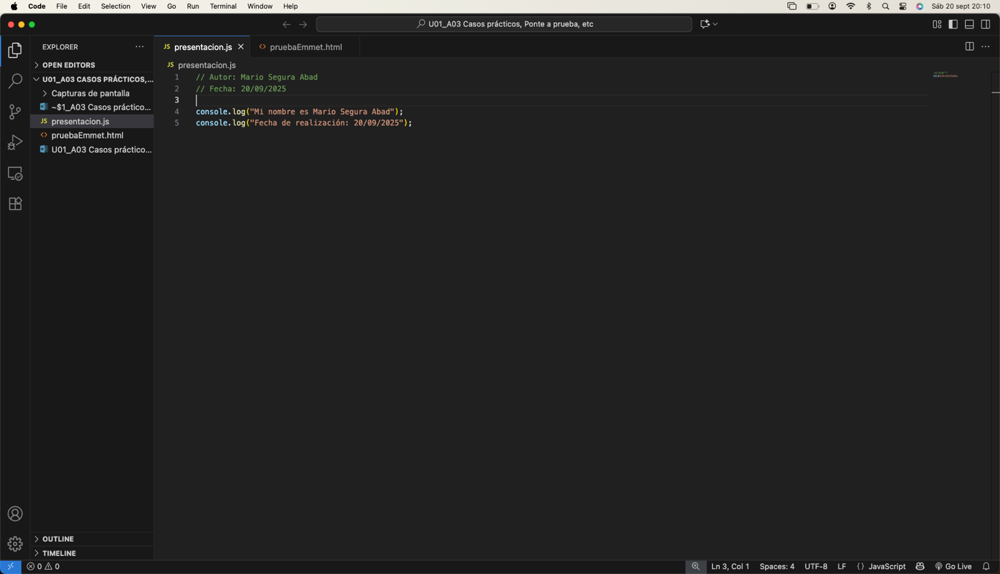 Code File Edit Selection View Go Run Terminal Window Help Sáb 20 sept 20:10
U01_A03 Casos prácticos, Ponte a prueba, etc
EXPLORER ···
OPEN EDITORS
U01_A03 CASOS PRÁCTICOS,...
Capturas de pantalla
~$1_A03 Casos práctico...
JS presentacion.js
<> pruebaEmmet.html
U01_A03 Casos práctico...
OUTLINE
TIMELINE
JS presentacion.js <> pruebaEmmet.html
JS presentacion.js
1 // Autor: Mario Segura Abad
2 // Fecha: 20/09/2025
3
4 console.log("Mi nombre es Mario Segura Abad");
5 console.log("Fecha de realización: 20/09/2025");
0 0 Ln 3, Col 1 Spaces: 4 UTF-8 LF {} JavaScript Go Live